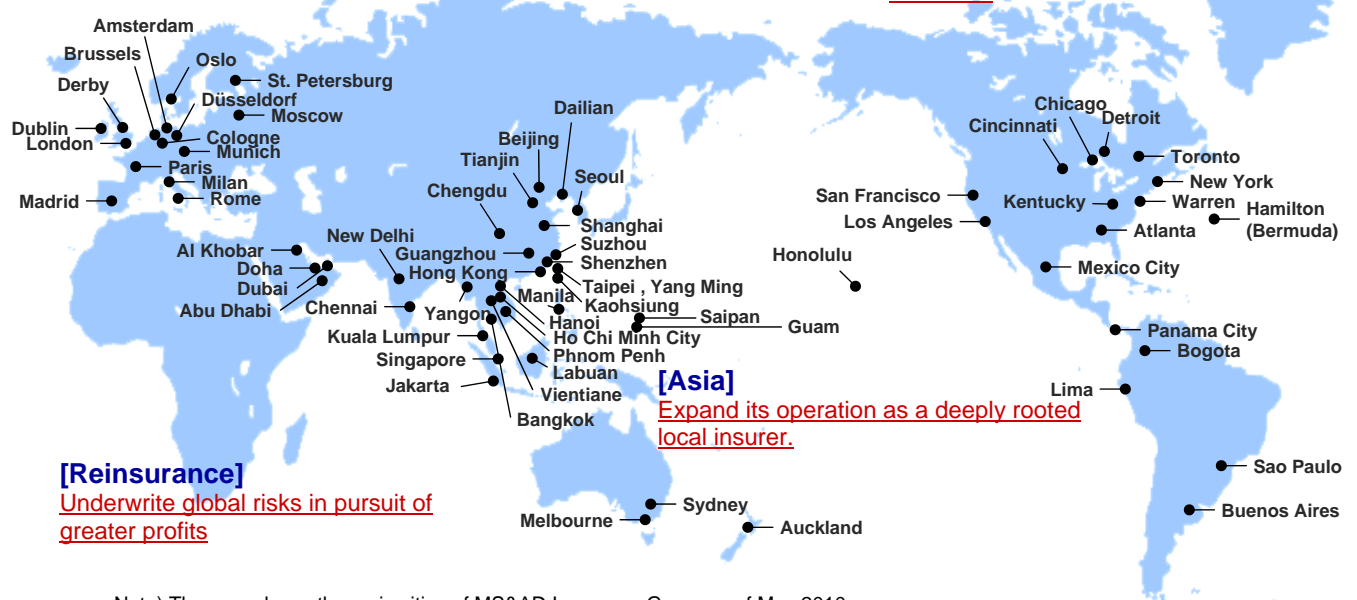 Amsterdam
Brussels
Oslo
Derby
St. Petersburg
Düsseldorf
Moscow
Dublin
London
Cologne
Munich
Paris
Milan
Madrid
Rome
Dailian
Beijing
Tianjin
Seoul
Chengdu
Shanghai
Suzhou
New Delhi
Al Khobar
Guangzhou
Shenzhen
Doha
Hong Kong
Dubai
Taipei , Yang Ming
Manila
Kaohsiung
Abu Dhabi
Chennai
Yangon
Saipan
Hanoi
Guam
Kuala Lumpur
Ho Chi Minh City
Phnom Penh
Singapore
Labuan
Jakarta
Vientiane
Bangkok
Honolulu
Chicago
Detroit
Cincinnati
Toronto
New York
San Francisco
Kentucky
Warren
Hamilton
(Bermuda)
Los Angeles
Atlanta
Mexico City
Panama City
Bogota
Lima
[Asia]
Expand its operation as a deeply rooted
local insurer.
[Reinsurance]
Underwrite global risks in pursuit of
greater profits
Sao Paulo
Sydney
Melbourne
Auckland
Buenos Aires